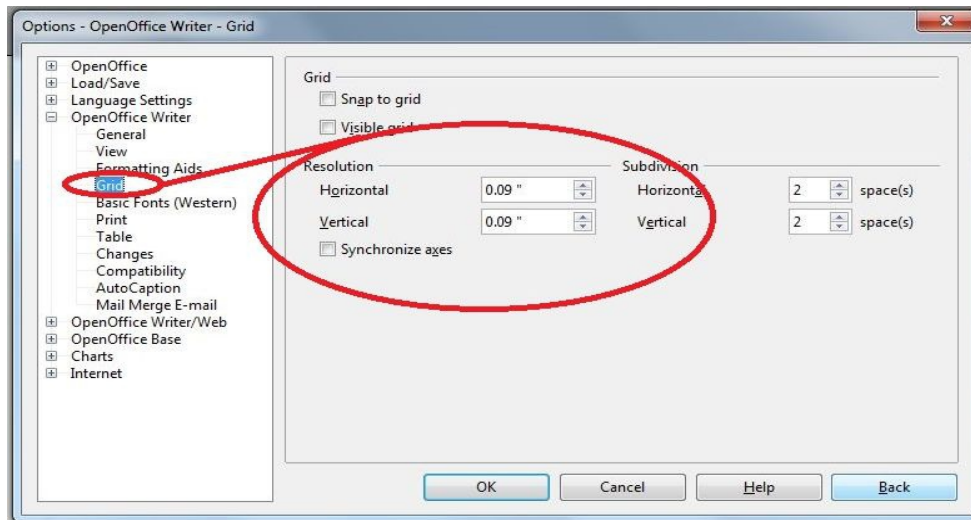 Options - OpenOffice Writer - Grid
OpenOffice
Load/Save
Language Settings
OpenOffice Writer
General
View
Formatting Aids
Grid
Basic Fonts (Western)
Print
Table
Changes
Compatibility
AutoCaption
Mail Merge E-mail
OpenOffice Writer/Web
OpenOffice Base
Charts
Internet
Grid
Snap to grid
Visible grid
Resolution
Horizontal 0.09 "
Vertical 0.09 "
Synchronize axes
Subdivision
Horizontal 2 space(s)
Vertical 2 space(s)
OK Cancel Help Back